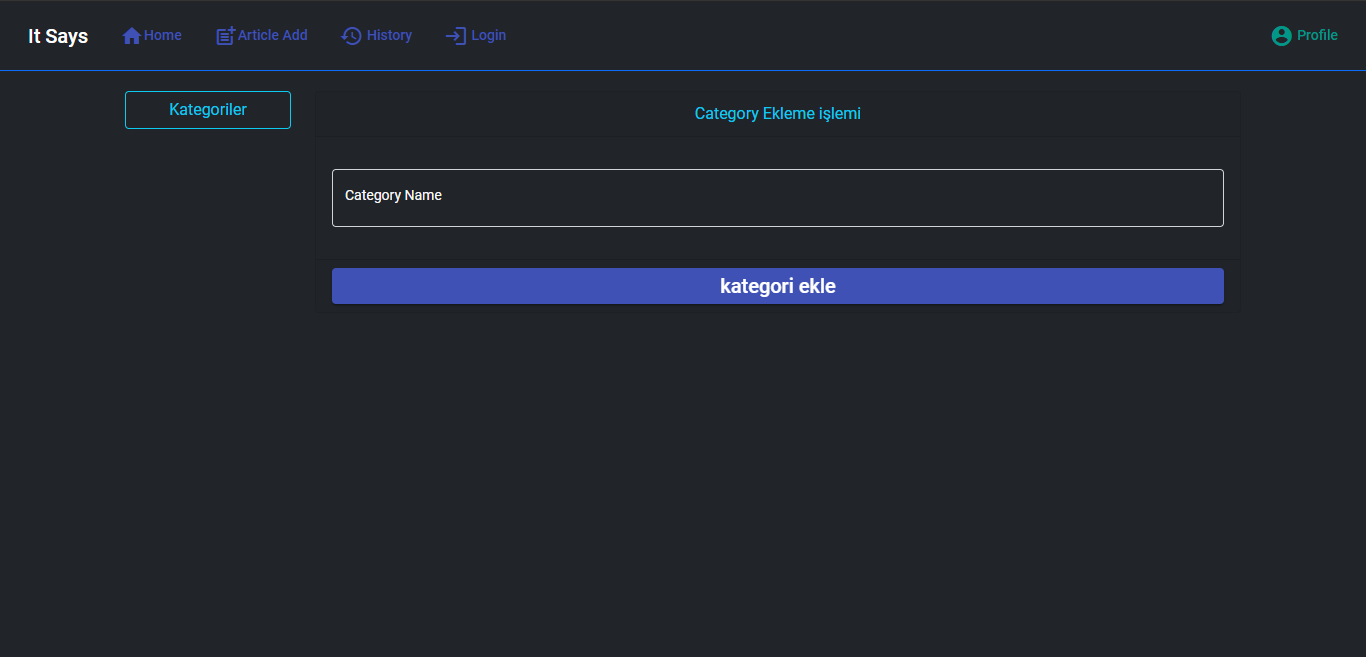 It Says Home Article Add History Login Profile
Kategoriler
Category Ekleme işlemi
Category Name
kategori ekle